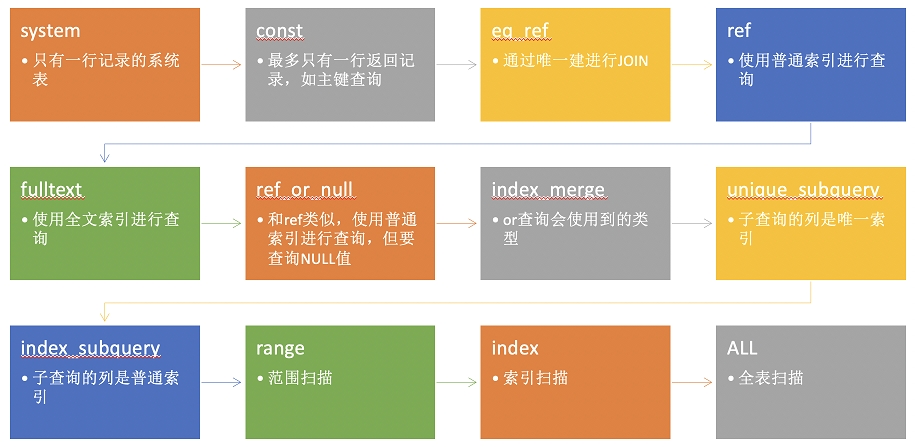 system
• 只有一行记录的系统
表
const
• 最多只有一行返回记
录，如主键查询
eq_ref
• 通过唯一建进行JOIN
ref
• 使用普通索引进行查
询
fulltext
• 使用全文索引进行查
询
ref_or_null
• 和ref类似，使用普通
索引进行查询，但要
查询NULL值
index_merge
• or查询会使用到的类
型
unique_subquery
• 子查询的列是唯一索
引
index_subquery
• 子查询的列是普通索
引
range
• 范围扫描
index
• 索引扫描
ALL
• 全表扫描